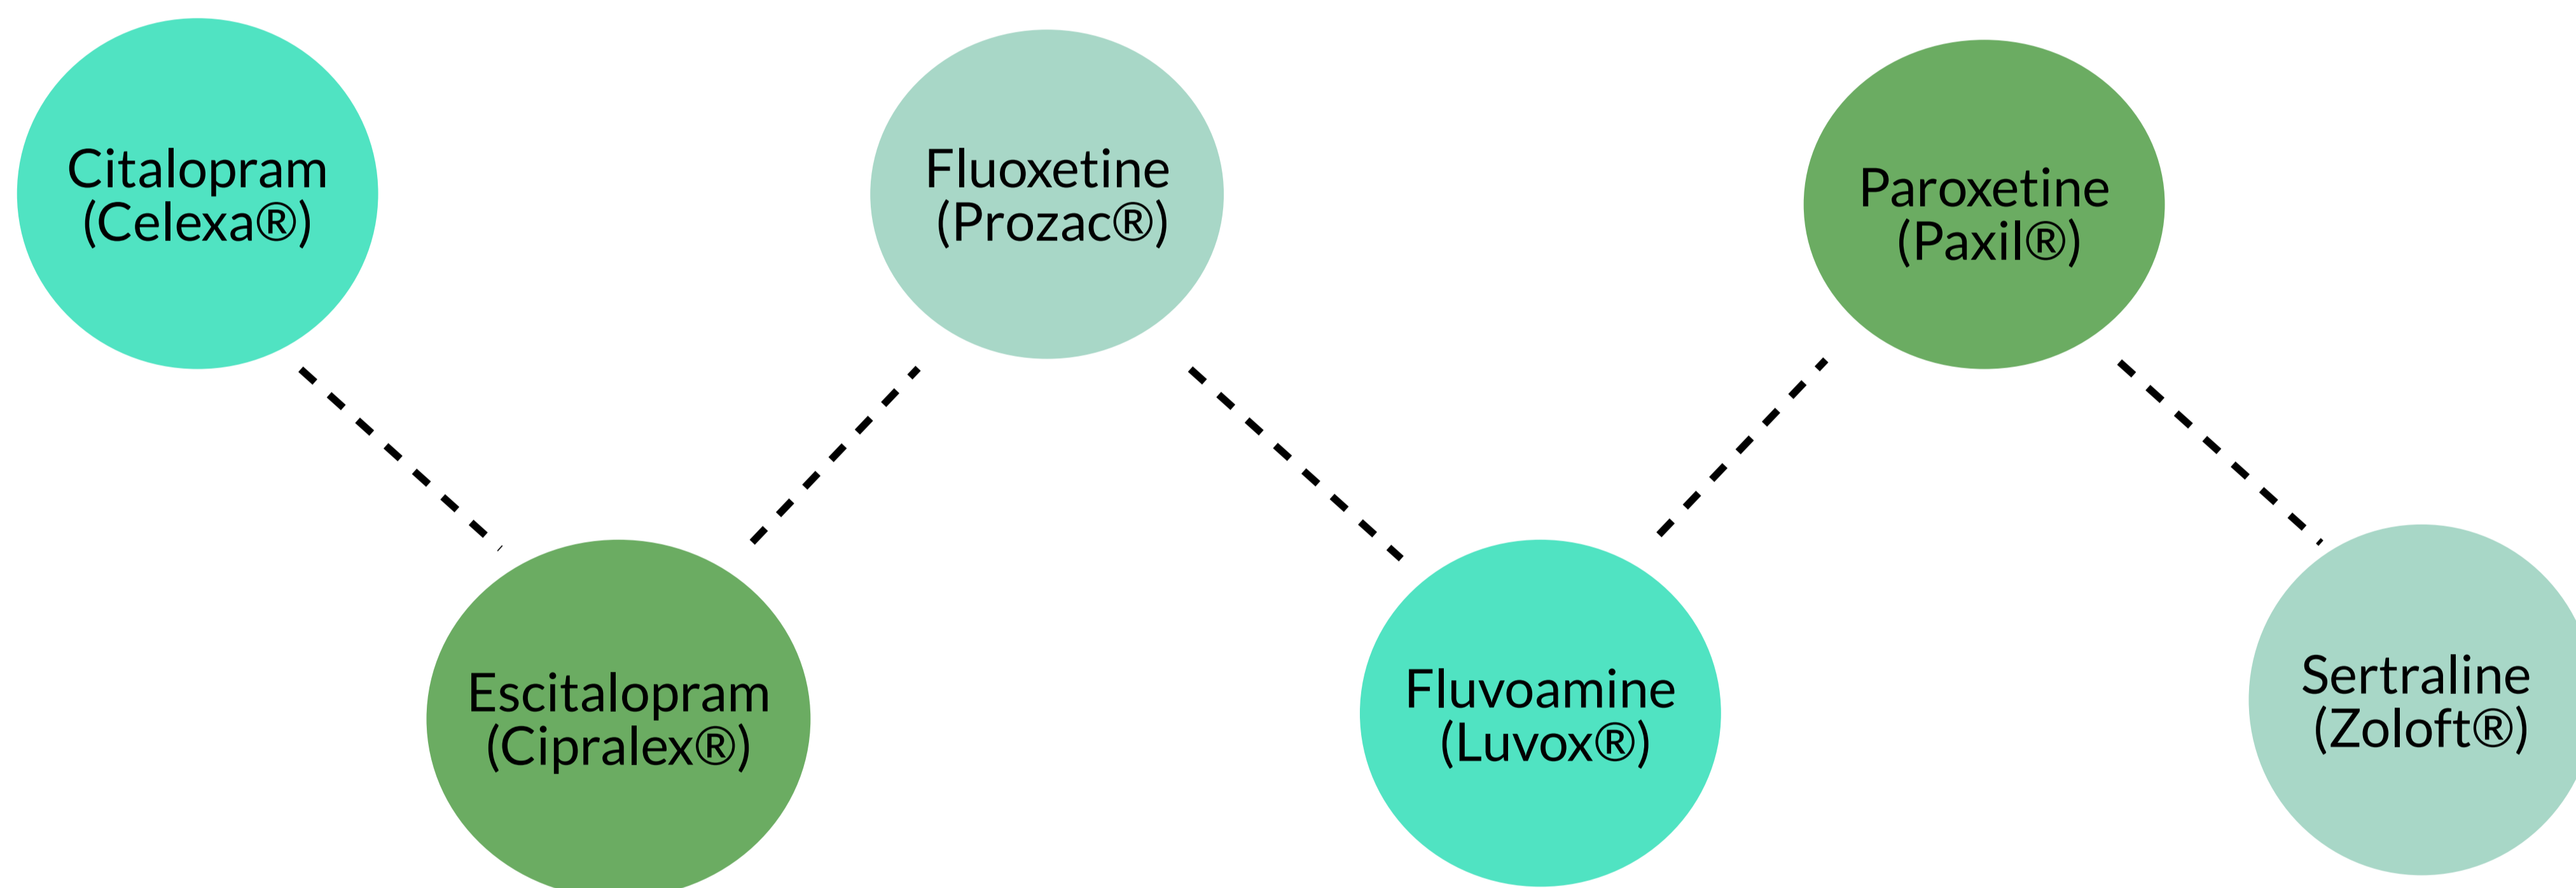 Citalopram
(Celexa®)
Escitalopram
(Cipralex®)
Fluoxetine
(Prozac®)
Fluvoamine
(Luvox®)
Paroxetine
(Paxil®)
Sertraline
(Zoloft®)